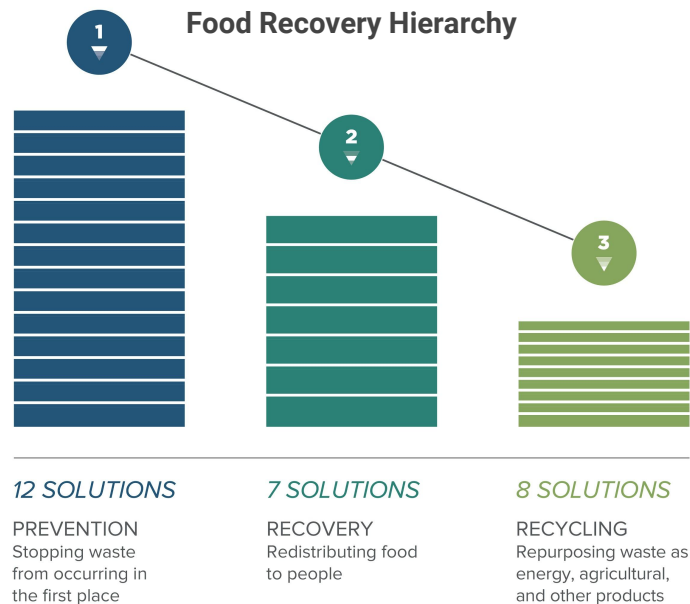 Food Recovery Hierarchy
1
2
3
12 SOLUTIONS
PREVENTION
Stopping waste
from occurring in
the first place
7 SOLUTIONS
RECOVERY
Redistributing food
to people
8 SOLUTIONS
RECYCLING
Repurposing waste as
energy, agricultural,
and other products